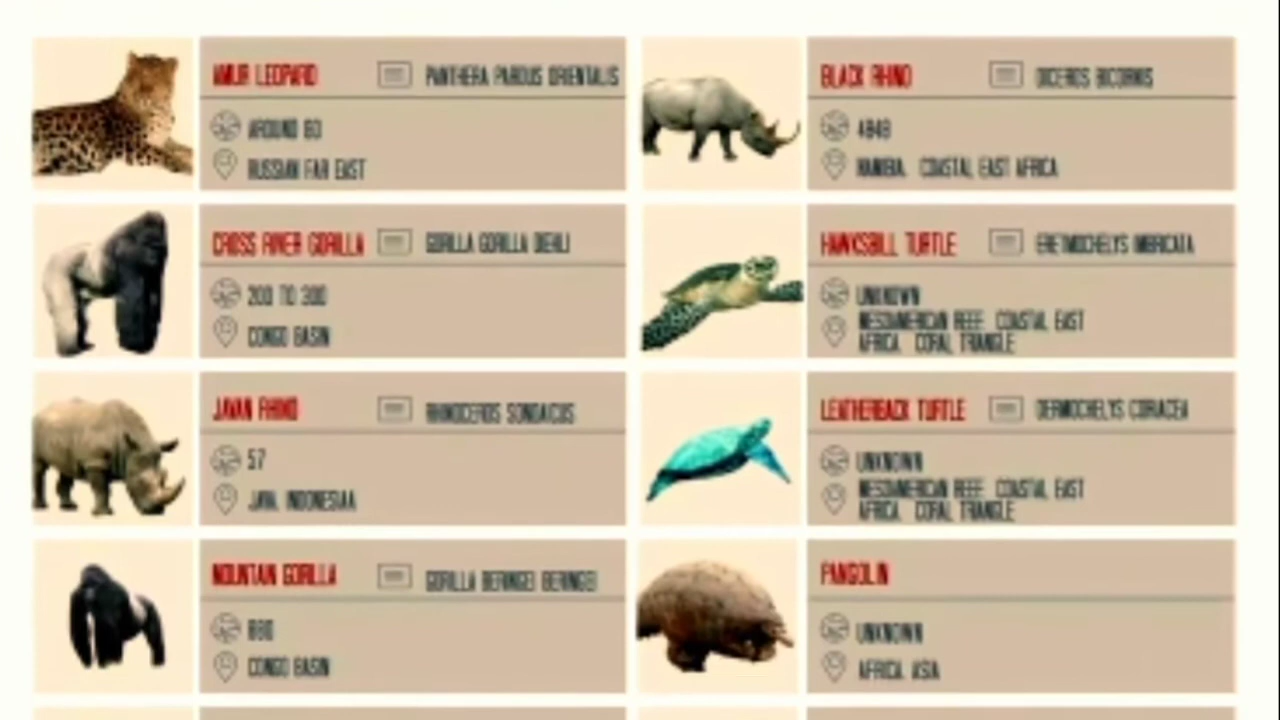 AMUR LEOPARD PANTHERA PARDUS ORIENTALIS
AROUND 60
RUSSIAN FAR EAST
BLACK RHINO DICEROS BICORNIS
4848
NAMIBIA, COASTAL EAST AFRICA
CROSS RIVER GORILLA GORILLA GORILLA DIEHLI
200 TO 300
CONGO BASIN
HAWKSBILL TURTLE ERETMOCHELYS IMBRICATA
UNKNOWN
MESOAMERICAN REEF, COASTAL EAST
AFRICA, CORAL TRIANGLE
JAVAN RHINO RHINOCEROS SONDAICUS
57
JAVA, INDONESIAA
LEATHERBACK TURTLE DERMOCHELYS CORIACEA
UNKNOWN
MESOAMERICAN REEF, COASTAL EAST
AFRICA, CORAL TRIANGLE
MOUNTAIN GORILLA GORILLA BERINGEI BERINGEI
880
CONGO BASIN
PANGOLIN
UNKNOWN
AFRICA, ASIA